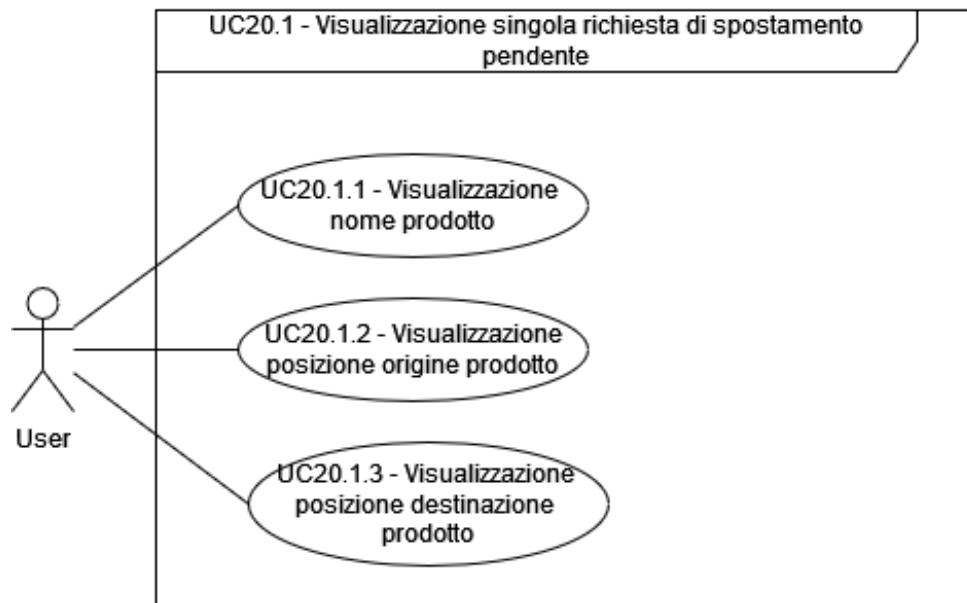 UC20.1 - Visualizzazione singola richiesta di spostamento
pendente
UC20.1.1 - Visualizzazione
nome prodotto
UC20.1.2 - Visualizzazione
posizione origine prodotto
User
UC20.1.3 - Visualizzazione
posizione destinazione
prodotto